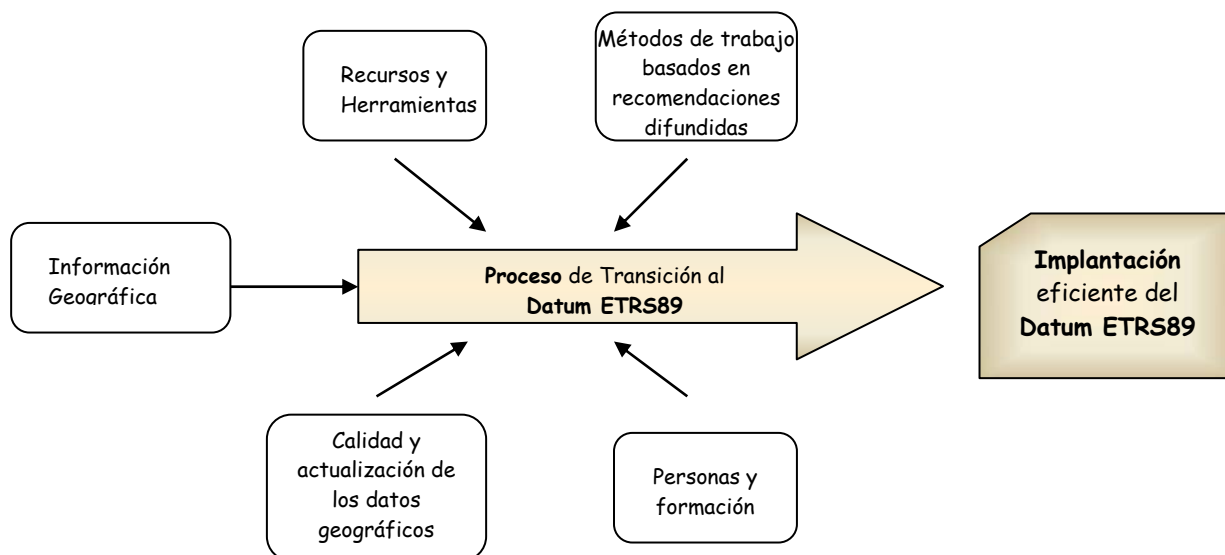 Recursos y
Herramientas
Métodos de trabajo
basados en
recomendaciones
difundidas
Información
Geográfica
Proceso de Transición al
Datum ETRS89
Implantación
eficiente del
Datum ETRS89
Calidad y
actualización de
los datos
geográficos
Personas y
formación